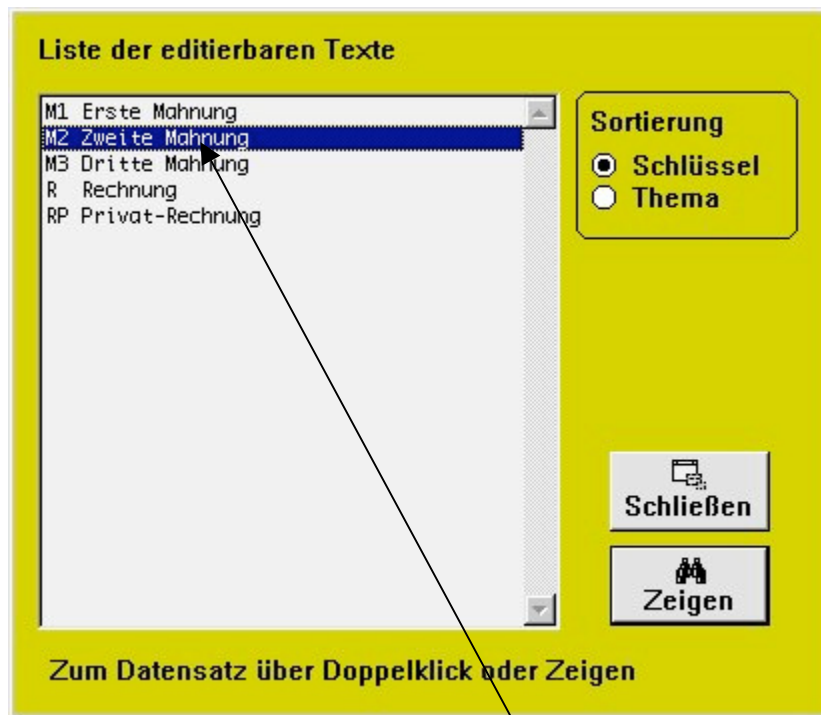 Liste der editierbaren Texte
M1 Erste Mahnung
M2 Zweite Mahnung
M3 Dritte Mahnung
R  Rechnung
RP Privat-Rechnung
Sortierung
Schlüssel
Thema
Schließen
Zeigen
Zum Datensatz über Doppelklick oder Zeigen